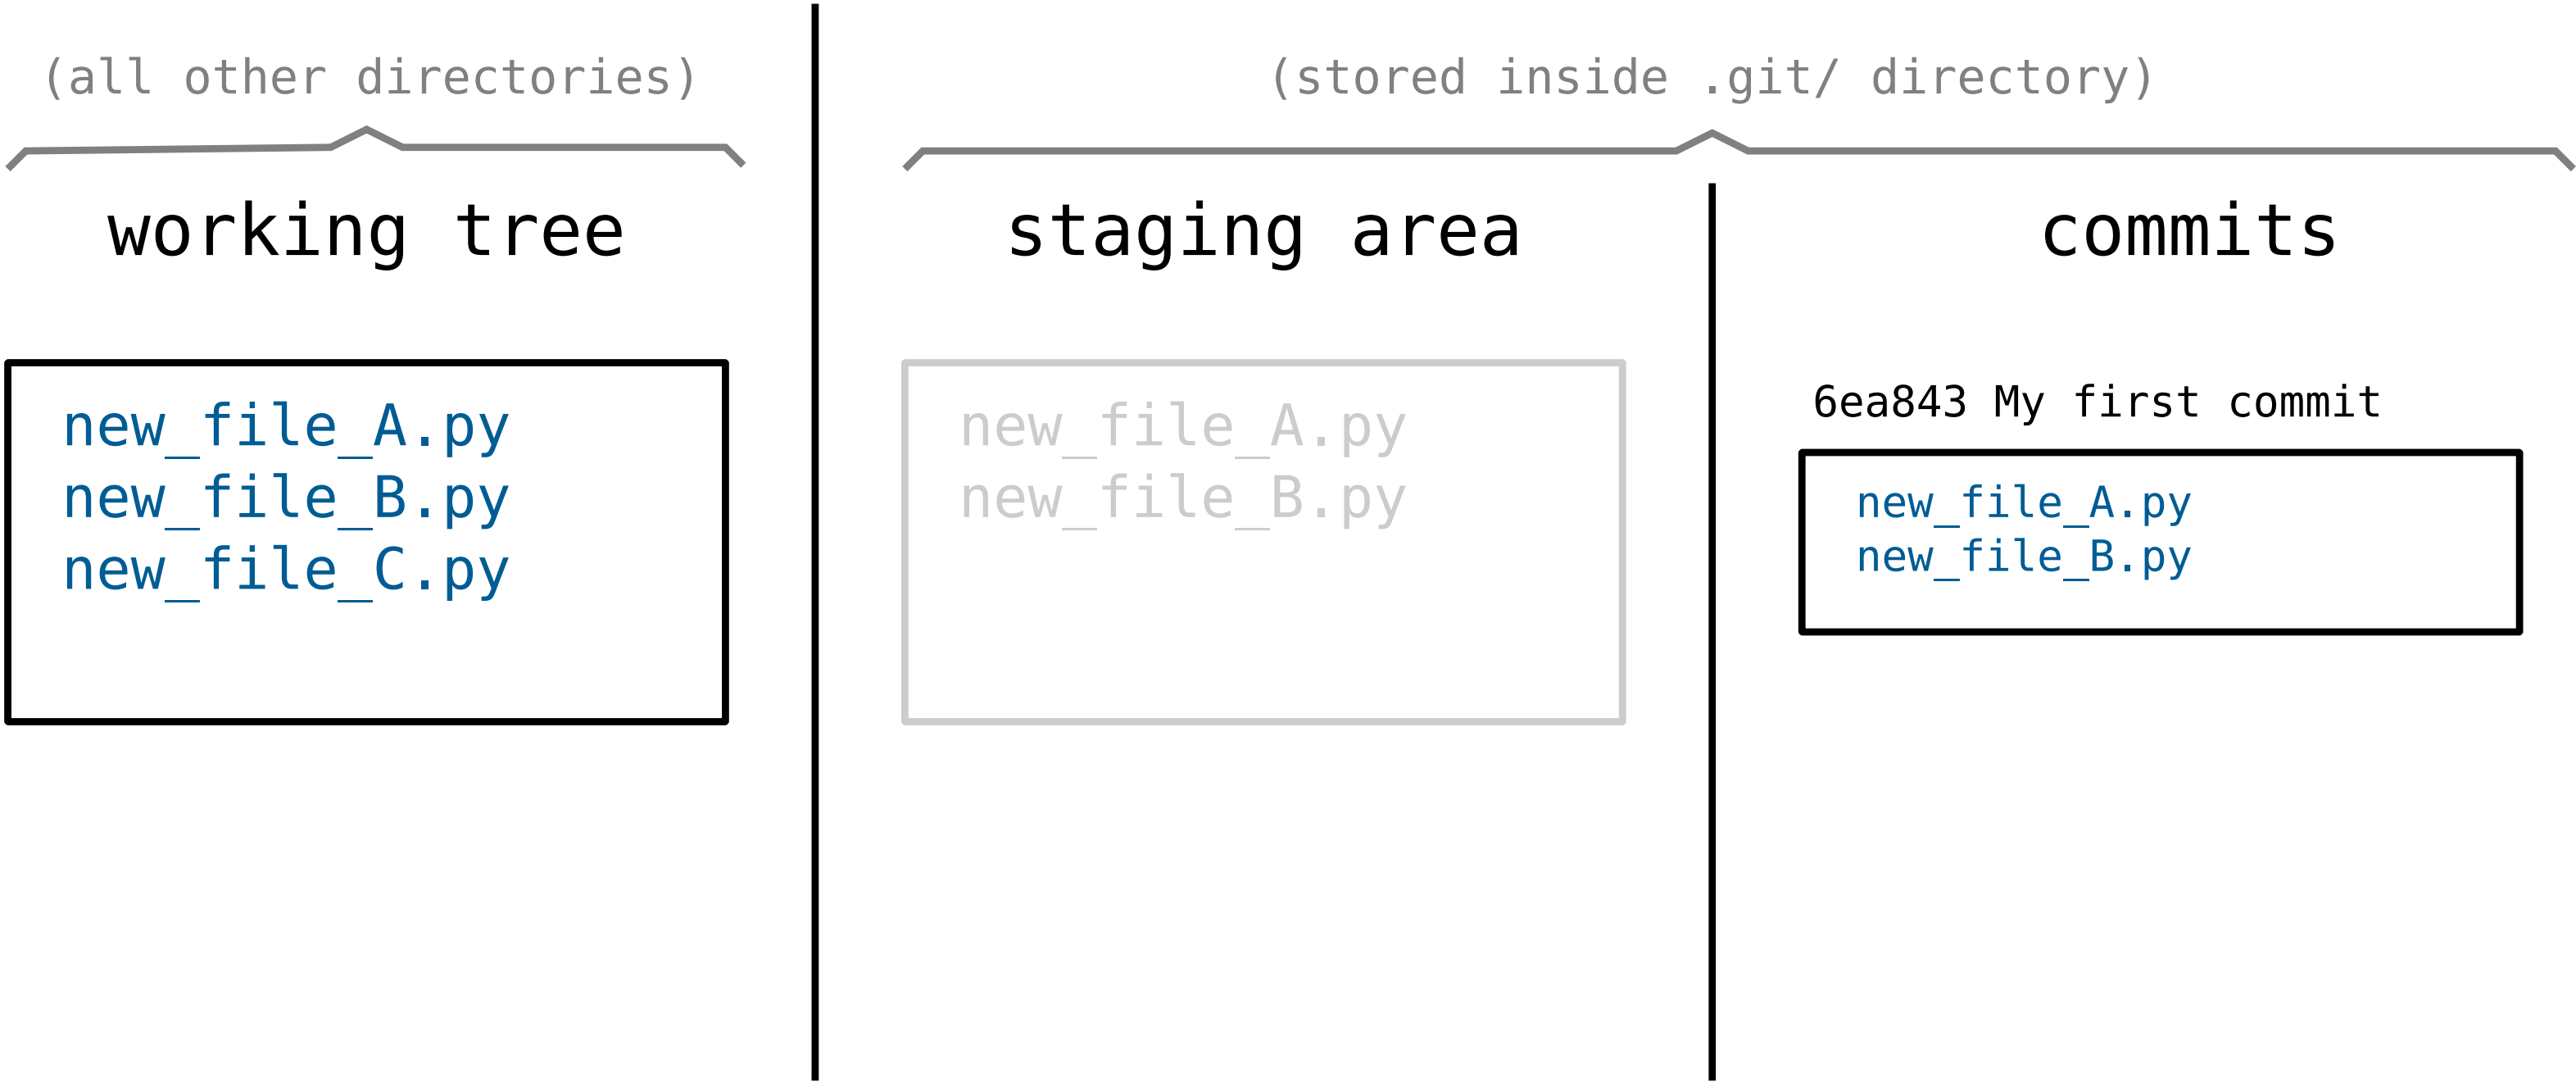 (all other directories)
(stored inside .git/ directory)
working tree
staging area
commits
new_file_A.py
new_file_B.py
new_file_C.py
new_file_A.py
new_file_B.py
6ea843 My first commit
new_file_A.py
new_file_B.py